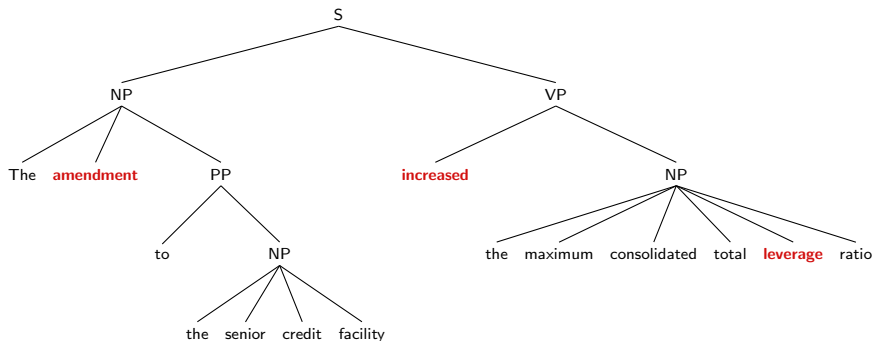 S
NP VP
The amendment PP increased NP
to NP the maximum consolidated total leverage ratio
the senior credit facility